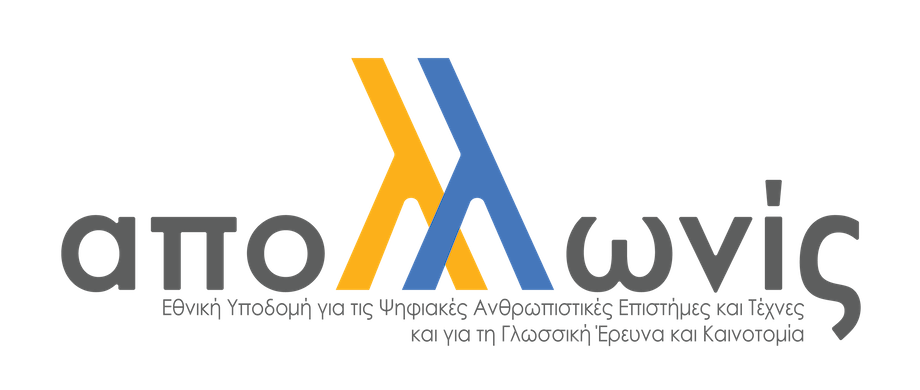 απολλωνίς
Εθνική Υποδομή για τις Ψηφιακές Ανθρωπιστικές Επιστήμες και Τέχνες
και για τη Γλωσσική Έρευνα και Καινοτομία